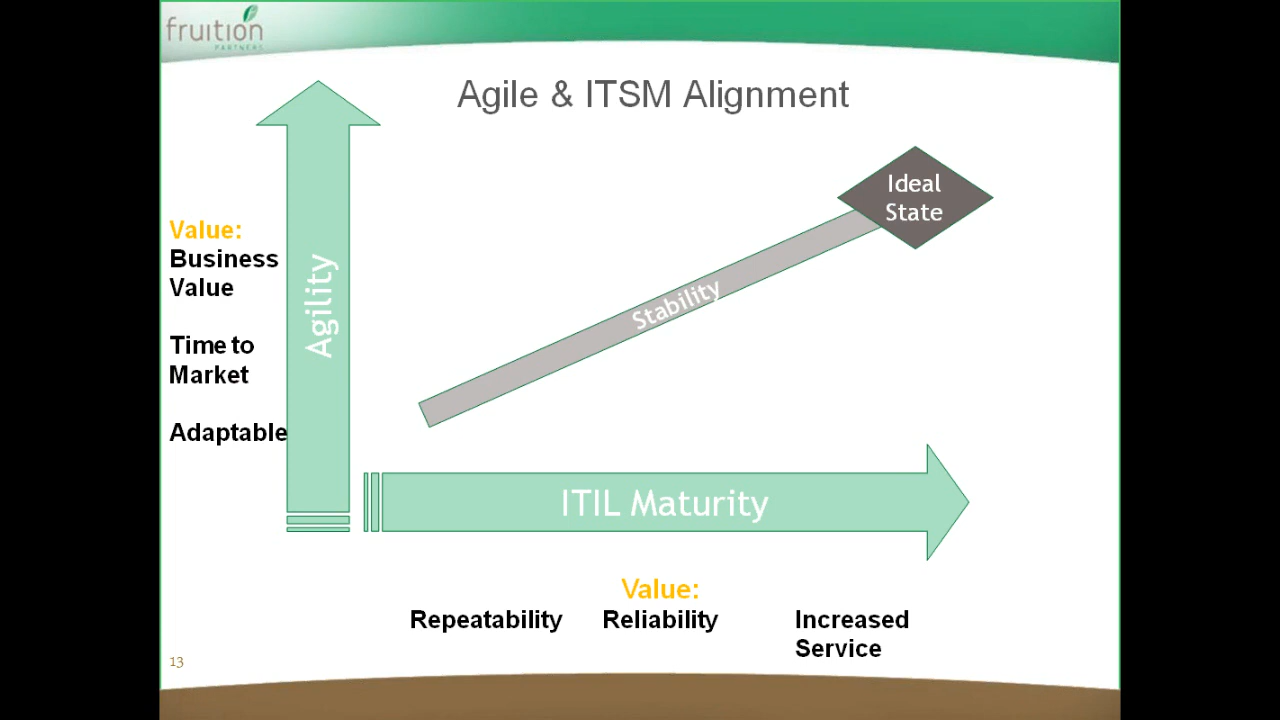 fruition
PARTNERS
Agile & ITSM Alignment
Ideal
State
Value:
Business
Value
Time to
Market
Adaptable
Agility
Stability
ITIL Maturity
Value:
Repeatability
Reliability
Increased
Service
13